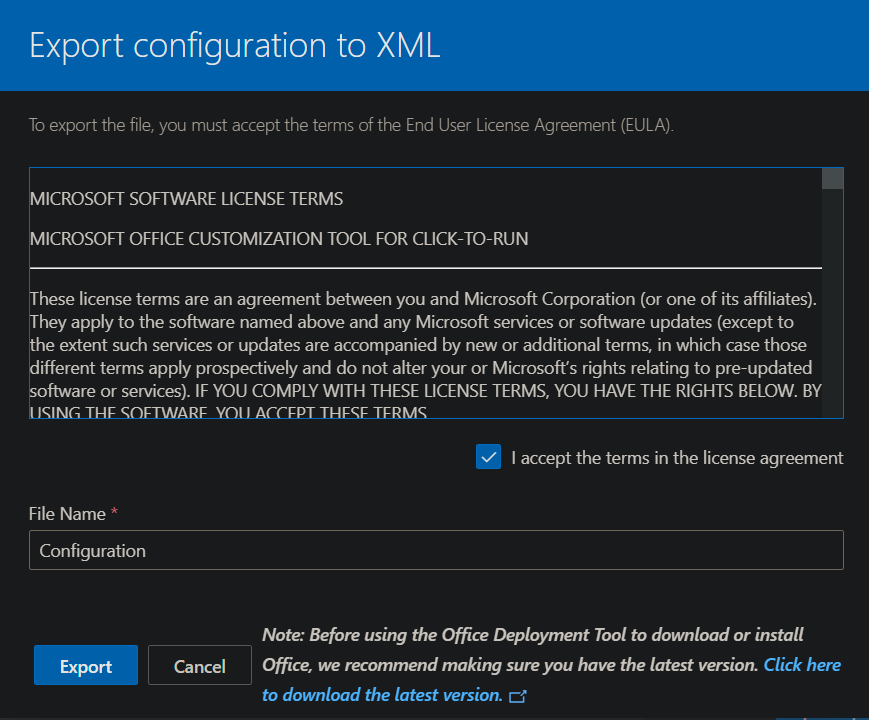 Export configuration to XML
To export the file, you must accept the terms of the End User License Agreement (EULA).
MICROSOFT SOFTWARE LICENSE TERMS
MICROSOFT OFFICE CUSTOMIZATION TOOL FOR CLICK-TO-RUN
These license terms are an agreement between you and Microsoft Corporation (or one of its affiliates).
They apply to the software named above and any Microsoft services or software updates (except to
the extent such services or updates are accompanied by new or additional terms, in which case those
different terms apply prospectively and do not alter your or Microsoft’s rights relating to pre-updated
software or services). IF YOU COMPLY WITH THESE LICENSE TERMS, YOU HAVE THE RIGHTS BELOW. BY
USING THE SOFTWARE, YOU ACCEPT THESE TERMS
I accept the terms in the license agreement
File Name *
Configuration
Note: Before using the Office Deployment Tool to download or install
Office, we recommend making sure you have the latest version. Click here
to download the latest version.
Export
Cancel